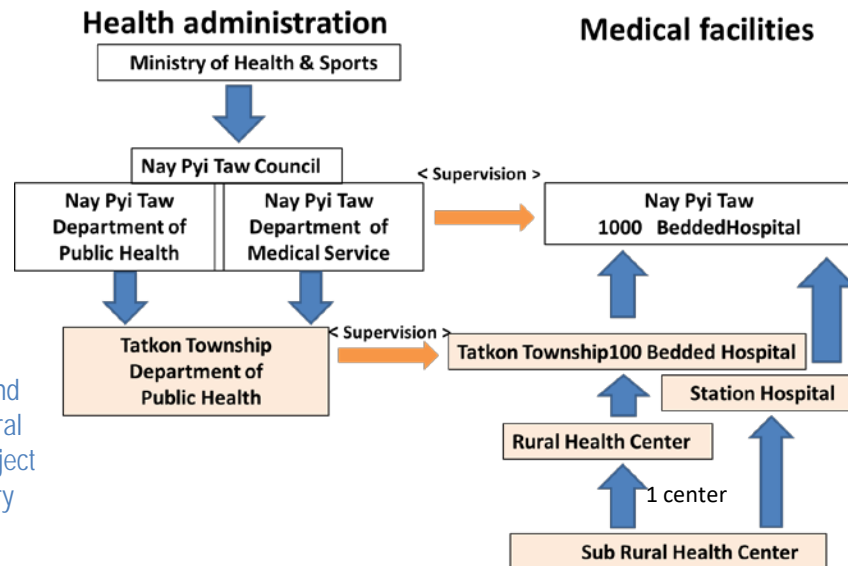 Health administration
Medical facilities
Ministry of Health & Sports
Nay Pyi Taw Council
< Supervision >
Nay Pyi Taw
Department of
Public Health
Nay Pyi Taw
Department of
Medical Service
Nay Pyi Taw
1000 BeddedHospital
< Supervision >
Tatkon Township
Department of
Public Health
Tatkon Township100 Bedded Hospital
Station Hospital
Rural Health Center
1 center
Sub Rural Health Center